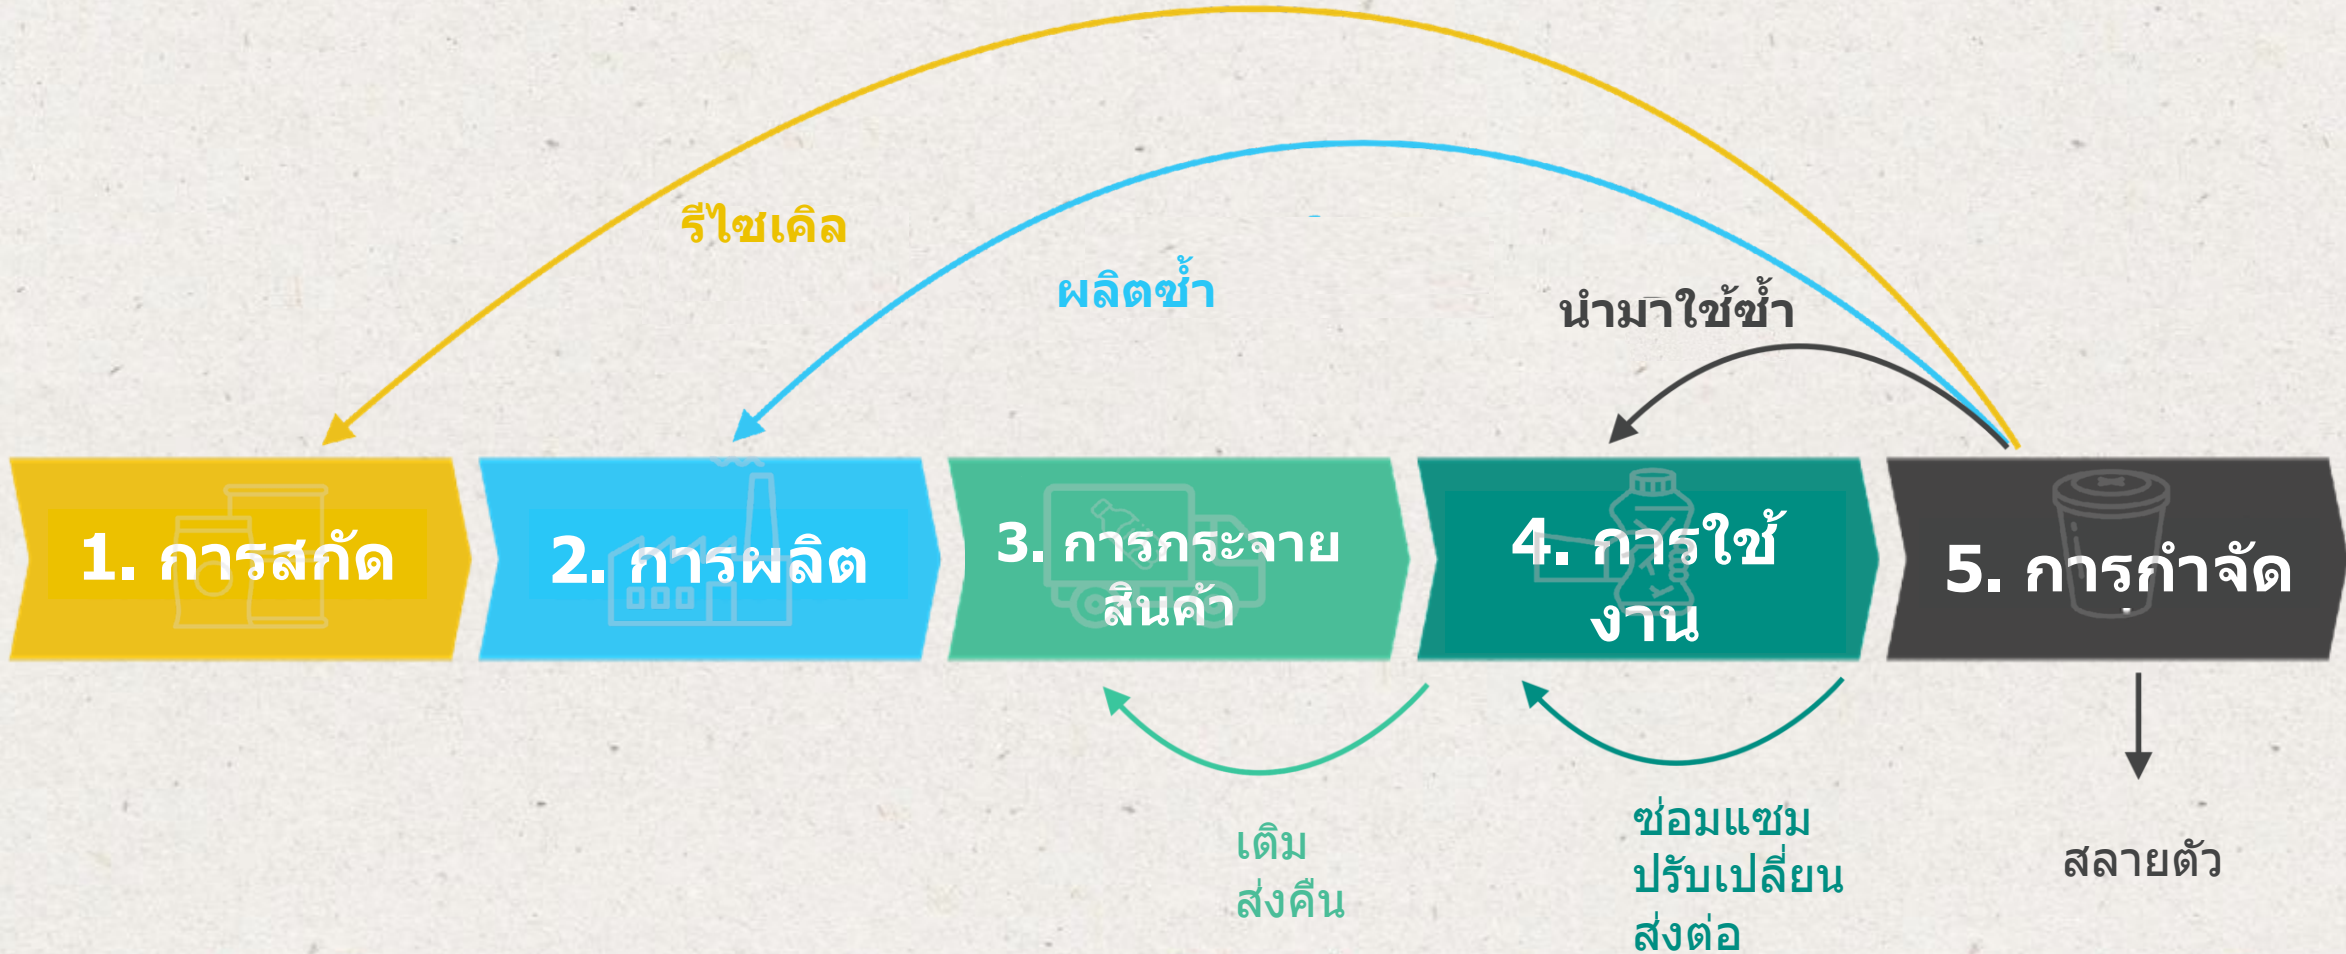 รีไซเคิล
ผลิตซ้ำ
นำมาใช้ซ้ำ
1. การสกัด
2. การผลิต
3. การกระจาย
สินค้า
4. การใช้
งาน
5. การกำจัด
เติม
ส่งคืน
ซ่อมแซม
ปรับเปลี่ยน
ส่งต่อ
สลายตัว